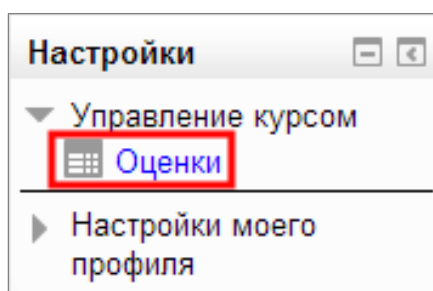 Настройки
Управление курсом
Оценки
Настройки моего
профиля